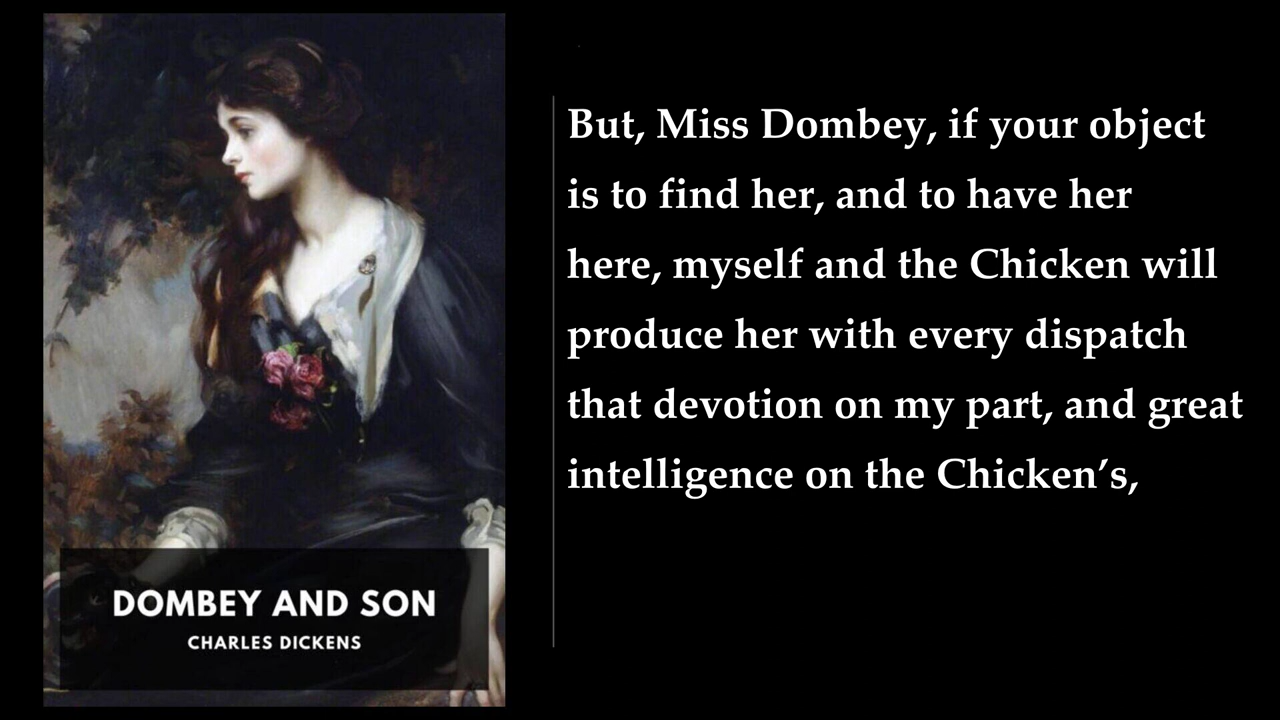 But, Miss Dombey, if your object
is to find her, and to have her
here, myself and the Chicken will
produce her with every dispatch
that devotion on my part, and great
intelligence on the Chicken’s,
DOMBEY AND SON
CHARLES DICKENS